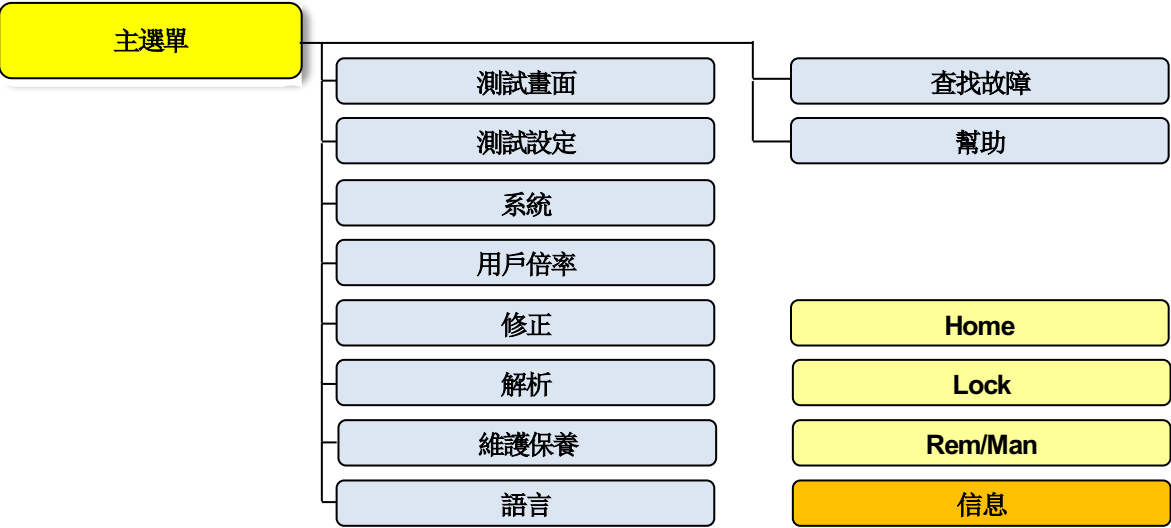 主選單
測試畫面
查找故障
測試設定
幫助
系統
用戶倍率
修正
Home
解析
Lock
維護保養
Rem/Man
語言
信息